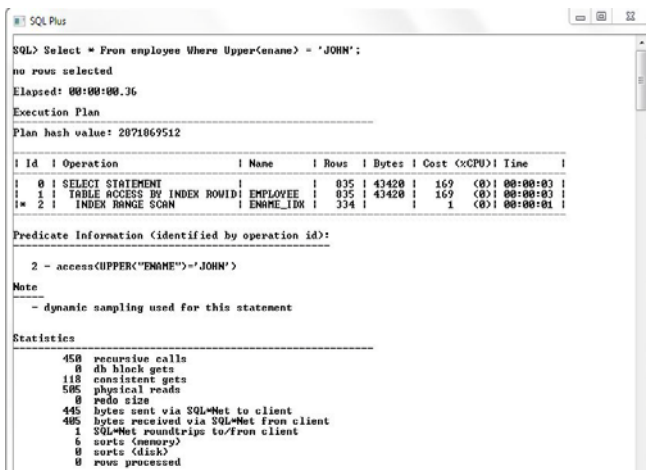 SQL Plus
SQL> Select * From employee Where Upper(ename) = 'JOHN';
no rows selected
Elapsed: 00:00:00.36
Execution Plan
----------------------------------------------------------
Plan hash value: 2871869512
| Id | Operation | Name | Rows | Bytes | Cost (%CPU)| Time |
| 0 | SELECT STATEMENT | | 835 | 43420 | 169 (0)| 00:00:03 |
| 1 | TABLE ACCESS BY INDEX ROWID| EMPLOYEE | 835 | 43420 | 169 (0)| 00:00:03 |
|* 2 | INDEX RANGE SCAN | ENAME_IDX | 334 | | 1 (0)| 00:00:01 |
Predicate Information (identified by operation id):
2 - access(UPPER("ENAME")='JOHN')
Note
-----
- dynamic sampling used for this statement
Statistics
----------------------------------------------------------
450 recursive calls
0 db block gets
118 consistent gets
505 physical reads
0 redo size
445 bytes sent via SQL*Net to client
405 bytes received via SQL*Net from client
1 SQL*Net roundtrips to/from client
6 sorts (memory)
0 sorts (disk)
0 rows processed